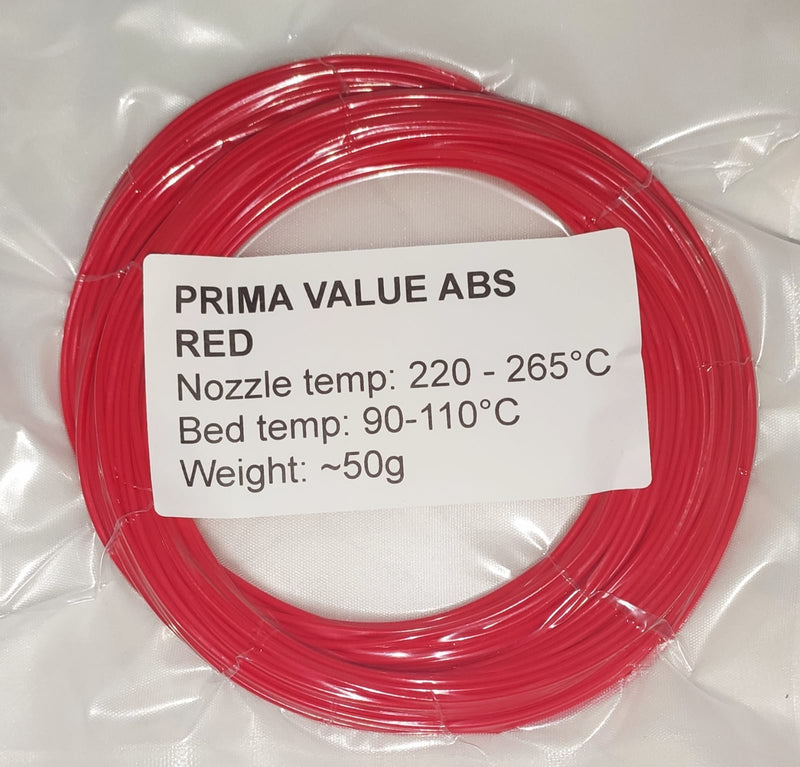 PRIMA VALUE ABS
RED
Nozzle temp: 220 - 265°C
Bed temp: 90-110°C
Weight: ~50g